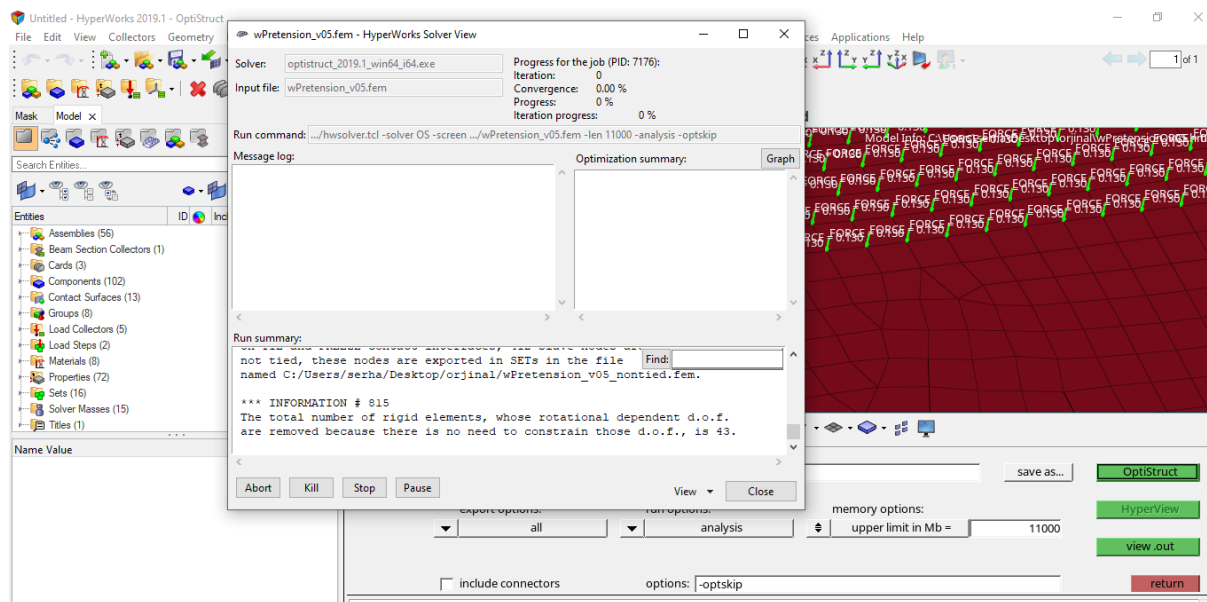 Untitled - HyperWorks 2019.1 - OptiStruct
File Edit View Collectors Geometry
Applications Help
1 of 1
Mask Model
Search Entities...
Entities ID
Assemblies (56)
Beam Section Collectors (1)
Cards (3)
Components (102)
Contact Surfaces (13)
Groups (8)
Load Collectors (5)
Load Steps (2)
Materials (8)
Properties (72)
Sets (16)
Solver Masses (15)
Titles (1)
Name Value
wPretension_v05.fem - HyperWorks Solver View
Solver: optistruct_2019.1_win64_i64.exe
Input file: wPretension_v05.fem
Progress for the job (PID: 7176):
Iteration: 0
Convergence: 0.00 %
Progress: 0 %
Iteration progress: 0 %
Run command: .../hwsolver.tcl -solver OS -screen .../wPretension_v05.fem -len 11000 -analysis -optskip
Message log:
Optimization summary:
Graph
Run summary:
Find:
not tied, these nodes are exported in SETs in the file
named C:/Users/serha/Desktop/orjinal/wPretension_v05_nontied.fem.
*** INFORMATION # 815
The total number of rigid elements, whose rotational dependent d.o.f.
are removed because there is no need to constrain those d.o.f., is 43.
Abort Kill Stop Pause View Close
FORCE = 0.130
save as... OptiStruct
export options: run options: memory options: HyperView
all analysis upper limit in Mb = 11000
view .out
include connectors options: -optskip return